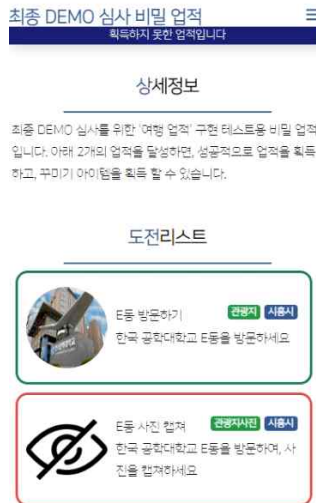 최종 DEMO 심사 비밀 업적
획득하지 못한 업적입니다
상세정보
최종 DEMO 심사를 위한 '여행 업적' 구현 테스트용 비밀 업적
입니다. 아래 2개의 업적을 달성하면, 성공적으로 업적을 획득
하고, 꾸미기 아이템을 획득 할 수 있습니다.
도전리스트
E동 방문하기 관광지 시흥시
한국 공학대학교 E동을 방문하세요
E동 사진 캡쳐 관광지사진 시흥시
한국 공학대학교 E동을 방문하여, 사
진을 캡쳐하세요